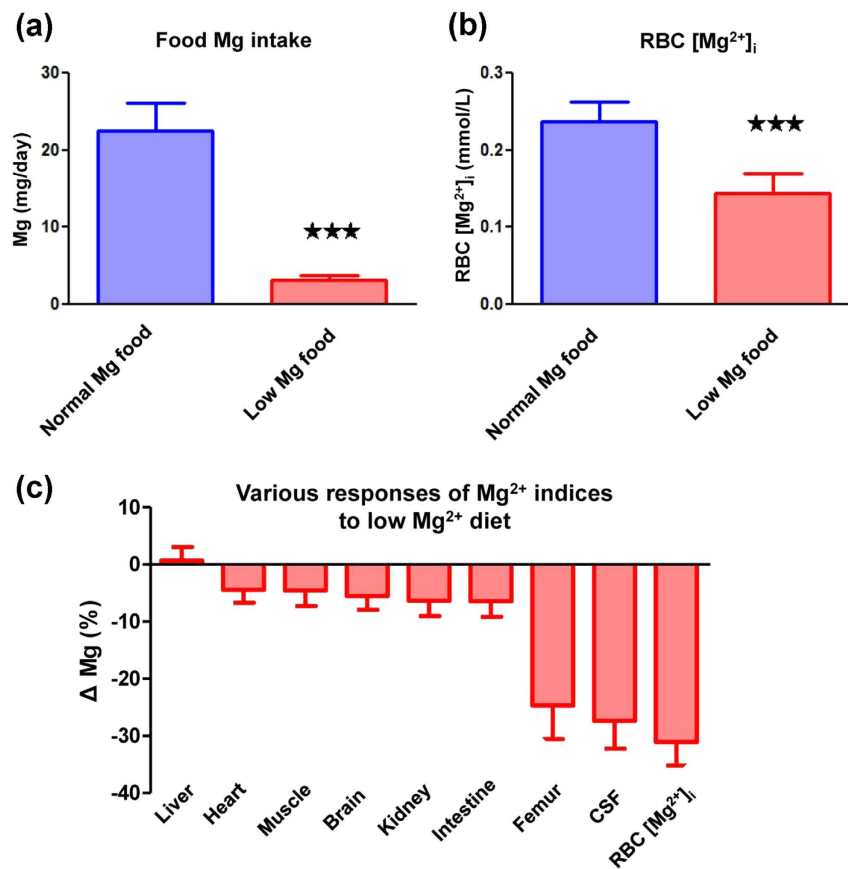 (a)
Food Mg intake
30
20
10
0
Mg (mg/day)
★★★
Normal Mg food
Low Mg food
(b)
RBC [Mg²⁺]ᵢ
0.3
0.2
0.1
0.0
RBC [Mg²⁺]ᵢ (mmol/L)
★★★
Normal Mg food
Low Mg food
(c)
Various responses of Mg²⁺ indices
to low Mg²⁺ diet
10
0
-10
-20
-30
-40
Δ Mg (%)
Liver
Heart
Muscle
Brain
Kidney
Intestine
Femur
CSF
RBC [Mg²⁺]ᵢ